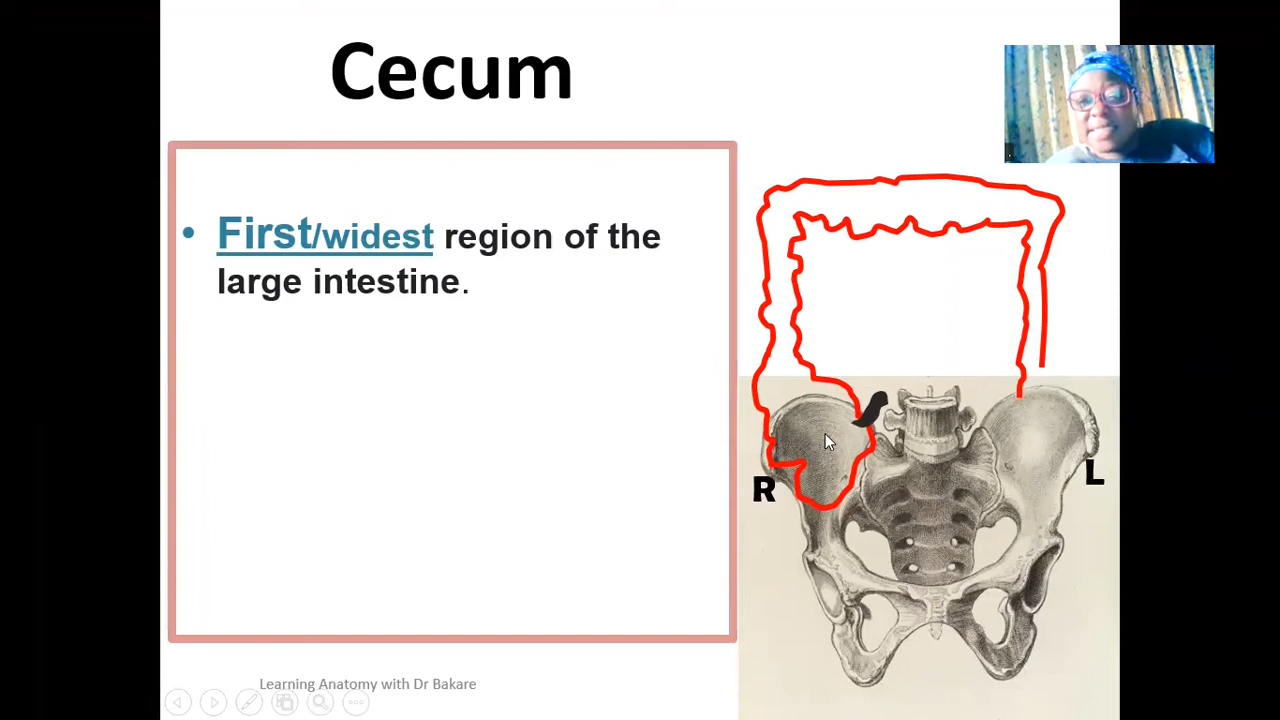 Cecum
• First/widest region of the
large intestine.
R
L
Learning Anatomy with Dr Bakare